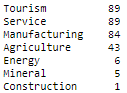 Tourism 89
Service 89
Manufacturing 84
Agriculture 43
Energy 6
Mineral 5
Construction 1